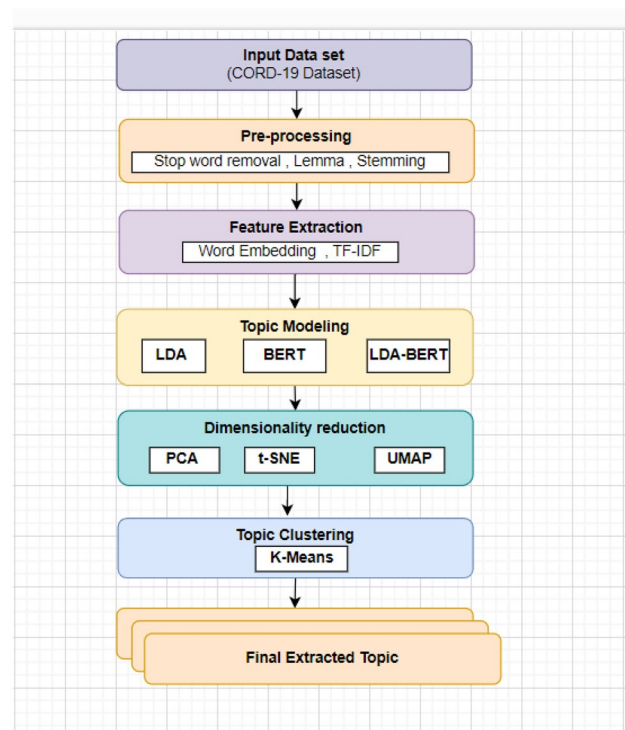 Input Data set
(CORD-19 Dataset)
Pre-processing
Stop word removal , Lemma , Stemming
Feature Extraction
Word Embedding , TF-IDF
Topic Modeling
LDA BERT LDA-BERT
Dimensionality reduction
PCA t-SNE UMAP
Topic Clustering
K-Means
Final Extracted Topic